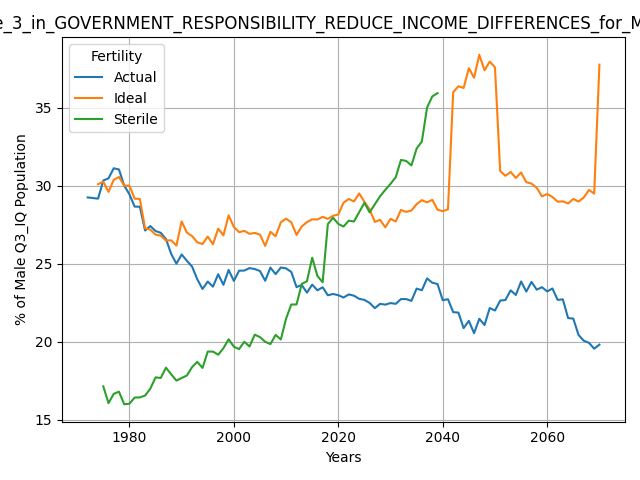 _3_in_GOVERNMENT_RESPONSIBILITY_REDUCE_INCOME_DIFFERENCES_for_M
Fertility
Actual
Ideal
Sterile
% of Male Q3_IQ Population
35
30
25
20
15
1980
2000
2020
2040
2060
Years